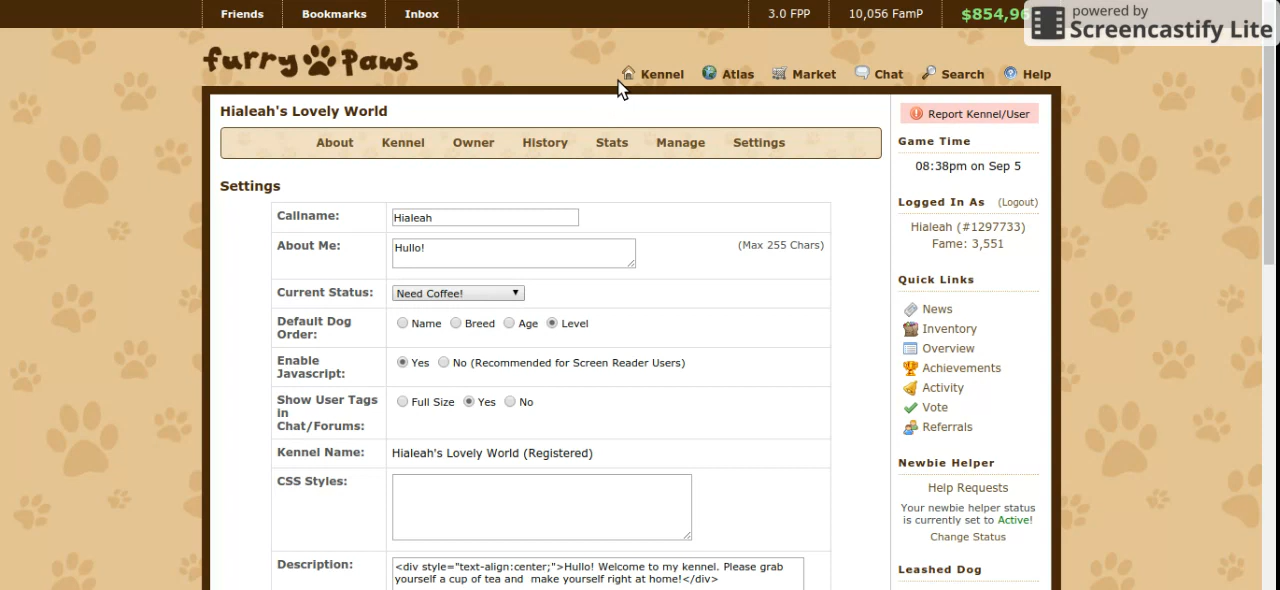 Friends Bookmarks Inbox 3.0 FPP 10,056 FamP $854,96
powered by
Screencastify Lite
furry paws
Kennel Atlas Market Chat Search Help
Hialeah's Lovely World
About Kennel Owner History Stats Manage Settings
Settings
Callname: Hialeah
About Me: Hullo! (Max 255 Chars)
Current Status: Need Coffee!
Default Dog
Order:
Name Breed Age Level
Enable
Javascript:
Yes No (Recommended for Screen Reader Users)
Show User Tags
in
Chat/Forums:
Full Size Yes No
Kennel Name: Hialeah's Lovely World (Registered)
CSS Styles:
Description: <div style="text-align:center;">Hullo! Welcome to my kennel. Please grab
yourself a cup of tea and make yourself right at home!</div>
Report Kennel/User
Game Time
08:38pm on Sep 5
Logged In As (Logout)
Hialeah (#1297733)
Fame: 3,551
Quick Links
News
Inventory
Overview
Achievements
Activity
Vote
Referrals
Newbie Helper
Help Requests
Your newbie helper status
is currently set to Active!
Change Status
Leashed Dog